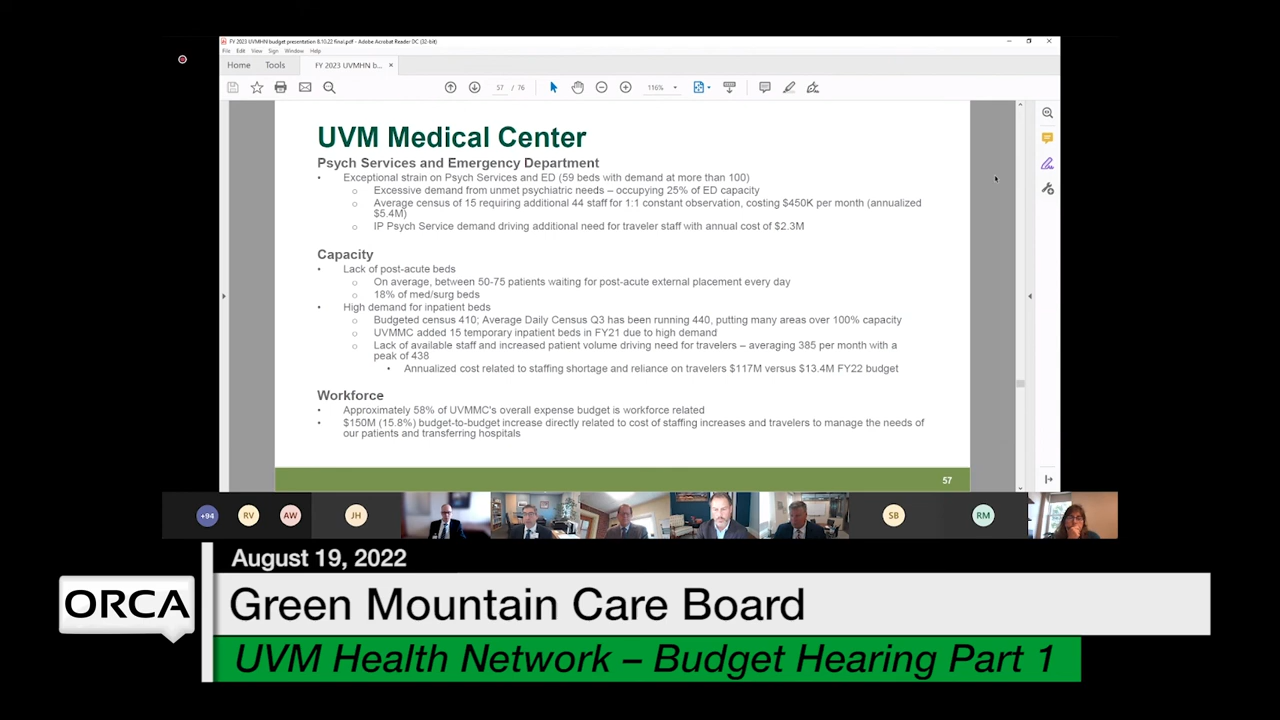 FY 2023 UVMHN budget presentation 8.10.22 final.pdf - Adobe Acrobat Reader DC (32-bit)
File Edit View Sign Window Help
Home Tools FY 2023 UVMHN b... ×
57 / 76 116%
UVM Medical Center
Psych Services and Emergency Department
• Exceptional strain on Psych Services and ED (59 beds with demand at more than 100)
o Excessive demand from unmet psychiatric needs – occupying 25% of ED capacity
o Average census of 15 requiring additional 44 staff for 1:1 constant observation, costing $450K per month (annualized
$5.4M)
o IP Psych Service demand driving additional need for traveler staff with annual cost of $2.3M
Capacity
• Lack of post-acute beds
o On average, between 50-75 patients waiting for post-acute external placement every day
o 18% of med/surg beds
• High demand for inpatient beds
o Budgeted census 410; Average Daily Census Q3 has been running 440, putting many areas over 100% capacity
o UVMMC added 15 temporary inpatient beds in FY21 due to high demand
o Lack of available staff and increased patient volume driving need for travelers – averaging 385 per month with a
peak of 438
• Annualized cost related to staffing shortage and reliance on travelers $117M versus $13.4M FY22 budget
Workforce
• Approximately 58% of UVMMC's overall expense budget is workforce related
• $150M (15.8%) budget-to-budget increase directly related to cost of staffing increases and travelers to manage the needs of
our patients and transferring hospitals
57
+94 RV AW JH SB RM
August 19, 2022
ORCA
Green Mountain Care Board
UVM Health Network – Budget Hearing Part 1